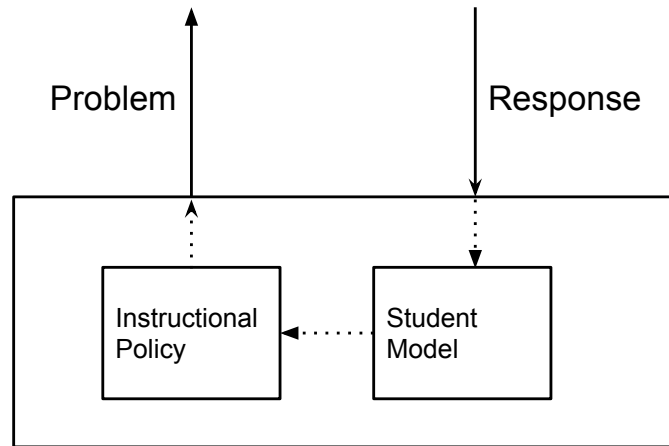 Problem
Response
Instructional
Policy
Student
Model